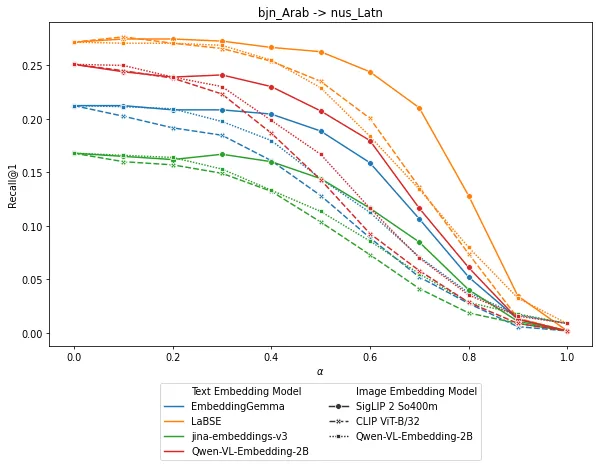 bjn_Arab -> nus_Latn
Recall@1
0.25
0.20
0.15
0.10
0.05
0.00
0.0 0.2 0.4 0.6 0.8 1.0
α
Text Embedding Model Image Embedding Model
EmbeddingGemma SigLIP 2 So400m
LaBSE CLIP ViT-B/32
jina-embeddings-v3 Qwen-VL-Embedding-2B
Qwen-VL-Embedding-2B